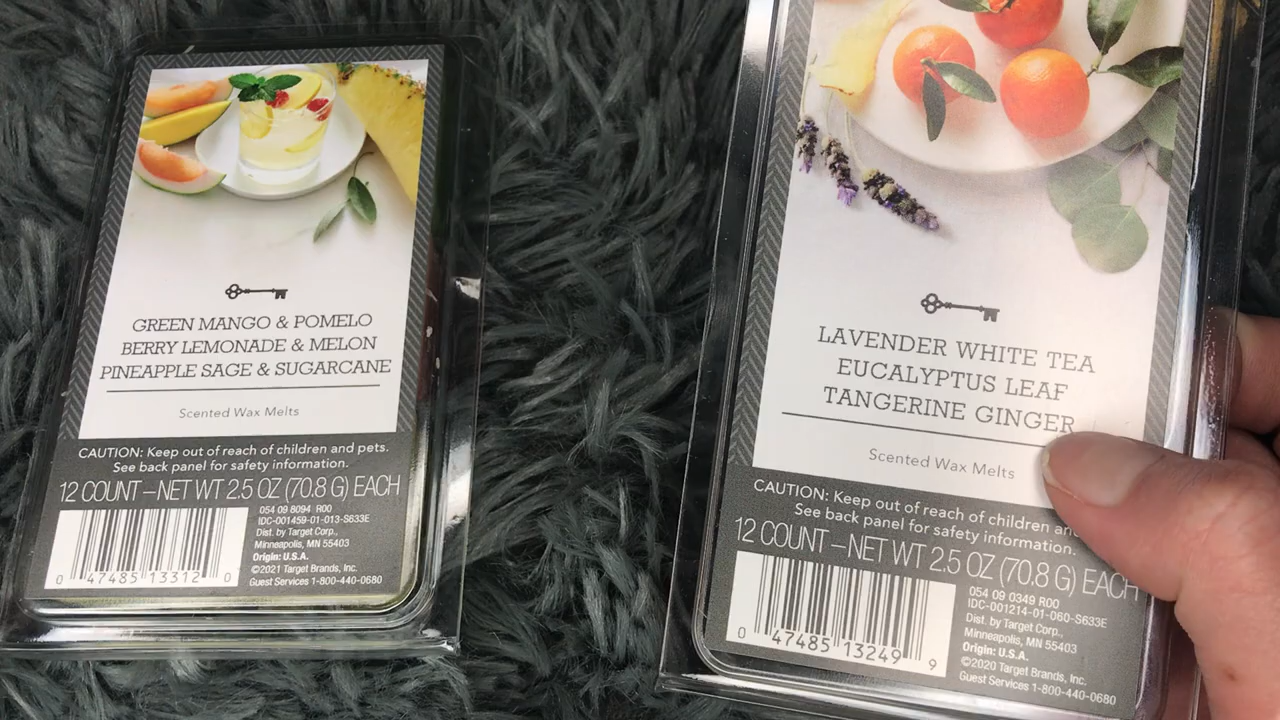 GREEN MANGO & POMELO
BERRY LEMONADE & MELON
PINEAPPLE SAGE & SUGARCANE
Scented Wax Melts
CAUTION: Keep out of reach of children and pets.
See back panel for safety information.
12 COUNT – NET WT 2.5 OZ (70.8 G) EACH
054 09 8094 R00
IDC-001459-01-013-S633E
Dist. by Target Corp.,
Minneapolis, MN 55403
Origin: U.S.A.
©2021 Target Brands, Inc.
Guest Services 1-800-440-0680
0 47485 13312 0
LAVENDER WHITE TEA
EUCALYPTUS LEAF
TANGERINE GINGER
Scented Wax Melts
CAUTION: Keep out of reach of children
See back panel for safety information.
12 COUNT – NET WT 2.5 OZ (70.8 G) EACH
054 09 0349 R00
IDC-001214-01-060-S633E
Dist. by Target Corp.,
Minneapolis, MN 55403
Origin: U.S.A.
©2020 Target Brands, Inc.
Guest Services 1-800-440-0680
0 47485 13249 9